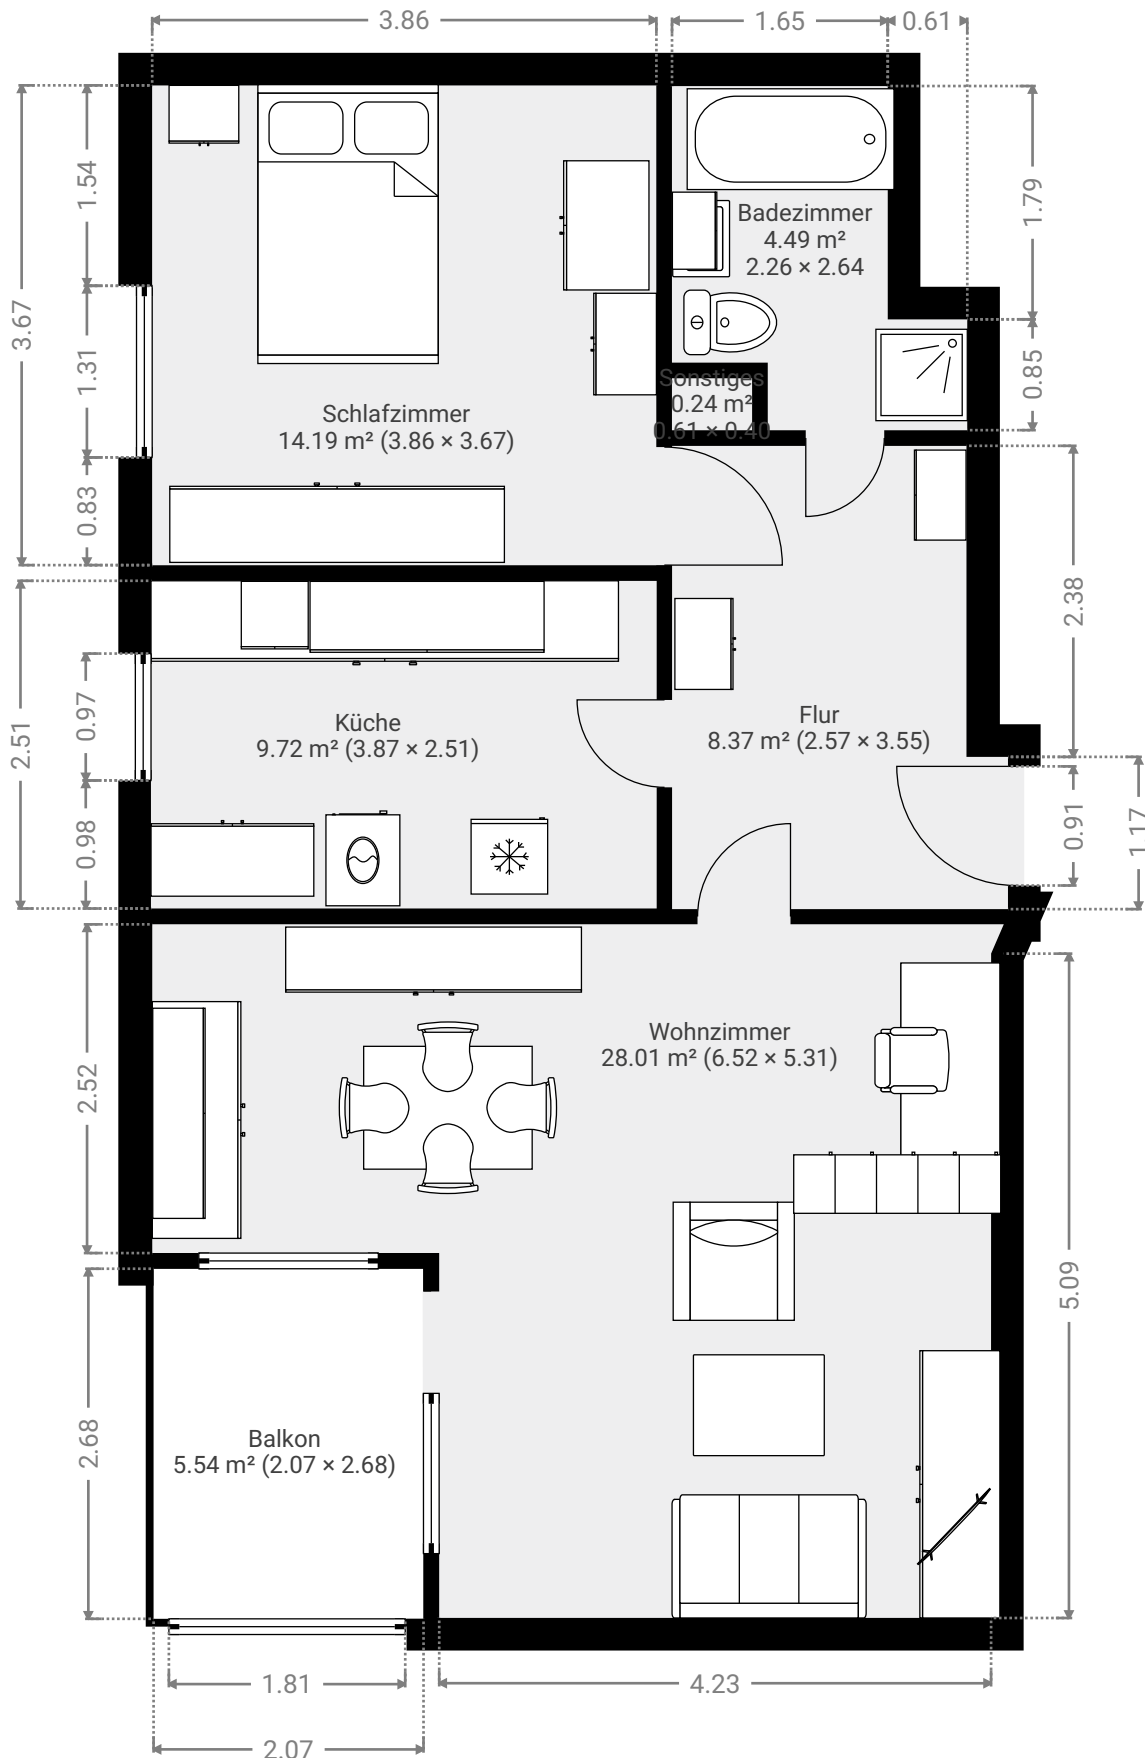 3.86
1.65
0.61
3.67
1.54
1.31
0.83
1.79
0.85
Badezimmer
4.49 m²
2.26 × 2.64
Sonstiges
0.24 m²
0.61 × 0.40
Schlafzimmer
14.19 m² (3.86 × 3.67)
2.38
2.51
0.97
0.98
Küche
9.72 m² (3.87 × 2.51)
Flur
8.37 m² (2.57 × 3.55)
0.91
1.17
Wohnzimmer
28.01 m² (6.52 × 5.31)
2.52
5.09
2.68
Balkon
5.54 m² (2.07 × 2.68)
1.81
4.23
2.07